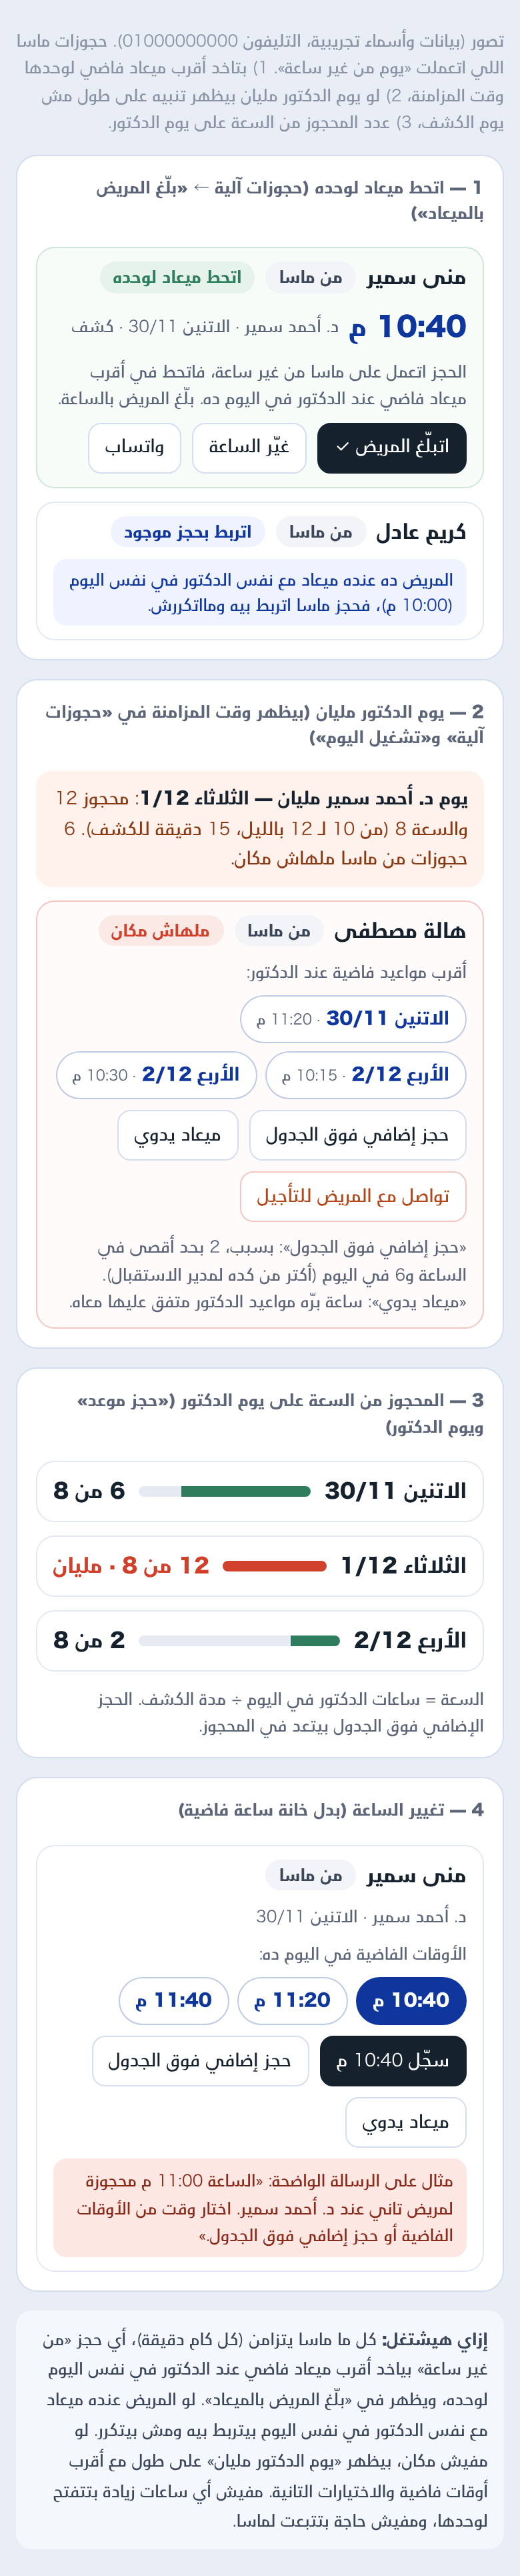 تصور (بيانات وأسماء تجريبية، التليفون 01000000000). حجوزات ماسا
اللي اتعملت «يوم من غير ساعة». 1) بتاخد أقرب ميعاد فاضي لوحدها
وقت المزامنة، 2) لو يوم الدكتور مليان بيظهر تنبيه على طول مش
يوم الكشف، 3) عدد المحجوز من السعة على يوم الدكتور.
1 — اتحط ميعاد لوحده (حجوزات آلية ← «بلّغ المريض
بالميعاد»)
منى سمير من ماسا اتحط ميعاد لوحده
10:40 م د. أحمد سمير · الاتنين 30/11 · كشف
الحجز اتعمل على ماسا من غير ساعة، فاتحط في أقرب
ميعاد فاضي عند الدكتور في اليوم ده. بلّغ المريض بالساعة.
اتبلّغ المريض ✓ غيّر الساعة واتساب
كريم عادل من ماسا اتربط بحجز موجود
المريض ده عنده ميعاد مع نفس الدكتور في نفس اليوم
(10:00 م)، فحجز ماسا اتربط بيه وماتكررش.
2 — يوم الدكتور مليان (بيظهر وقت المزامنة في «حجوزات
آلية» و«تشغيل اليوم»)
يوم د. أحمد سمير مليان — الثلاثاء 1/12: محجوز 12
والسعة 8 (من 10 لـ 12 بالليل، 15 دقيقة للكشف). 6
حجوزات من ماسا ملهاش مكان.
هالة مصطفى من ماسا ملهاش مكان
أقرب مواعيد فاضية عند الدكتور:
الاتنين 30/11 · 11:20 م
الأربع 2/12 · 10:15 م الأربع 2/12 · 10:30 م
حجز إضافي فوق الجدول ميعاد يدوي
تواصل مع المريض للتأجيل
«حجز إضافي فوق الجدول»: بسبب، 2 بحد أقصى في
الساعة و6 في اليوم (أكتر من كده لمدير الاستقبال).
«ميعاد يدوي»: ساعة برّه مواعيد الدكتور متفق عليها معاه.
3 — المحجوز من السعة على يوم الدكتور («حجز موعد»
ويوم الدكتور)
الاتنين 30/11 6 من 8
الثلاثاء 1/12 12 من 8 · مليان
الأربع 2/12 2 من 8
السعة = ساعات الدكتور في اليوم ÷ مدة الكشف. الحجز
الإضافي فوق الجدول بيتعد في المحجوز.
4 — تغيير الساعة (بدل خانة ساعة فاضية)
منى سمير من ماسا
د. أحمد سمير · الاتنين 30/11
الأوقات الفاضية في اليوم ده:
10:40 م 11:20 م 11:40 م
سجّل 10:40 م حجز إضافي فوق الجدول
ميعاد يدوي
مثال على الرسالة الواضحة: «الساعة 11:00 م محجوزة
لمريض تاني عند د. أحمد سمير. اختار وقت من الأوقات
الفاضية أو حجز إضافي فوق الجدول.»
إزاي هيشتغل: كل ما ماسا يتزامن (كل كام دقيقة)، أي حجز «من
غير ساعة» بياخد أقرب ميعاد فاضي عند الدكتور في نفس اليوم
لوحده، ويظهر في «بلّغ المريض بالميعاد». لو المريض عنده ميعاد
مع نفس الدكتور في نفس اليوم بيتربط بيه ومش بيتكرر. لو
مفيش مكان، بيظهر «يوم الدكتور مليان» على طول مع أقرب
أوقات فاضية والاختيارات التانية. مفيش أي ساعات زيادة بتتفتح
لوحدها، ومفيش حاجة بتتبعت لماسا.